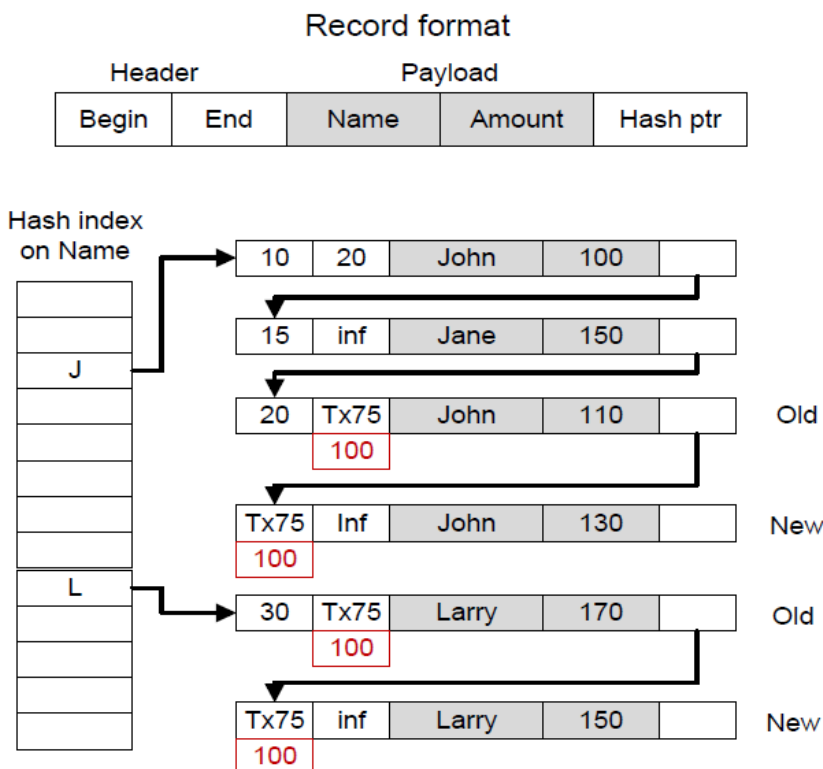 Record format
Header Payload
Begin End Name Amount Hash ptr
Hash index
on Name
10 20 John 100
15 inf Jane 150
J
20 Tx75 John 110 Old
100
Tx75 Inf John 130 New
100
L
30 Tx75 Larry 170 Old
100
Tx75 inf Larry 150 New
100